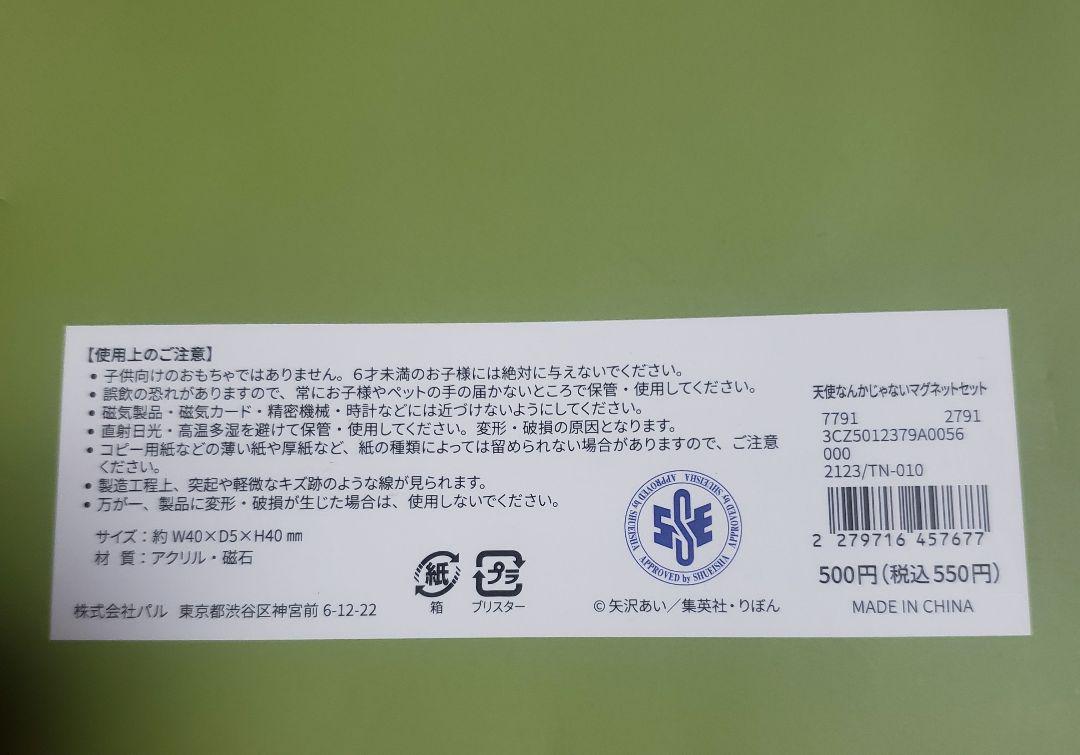 【使用上のご注意】
• 子供向けのおもちゃではありません。6才未満のお子様には絶対に与えないでください。
• 誤飲の恐れがありますので、常にお子様やペットの手の届かないところで保管・使用してください。
• 磁気製品・磁気カード・精密機械・時計などには近づけないようにしてください。
• 直射日光・高温多湿を避けて保管・使用してください。変形・破損の原因となります。
• コピー用紙などの薄い紙や厚紙など、紙の種類によっては留められない場合がありますので、ご注意
ください。
• 製造工程上、突起や軽微なキズ跡のような線が見られます。
• 万が一、製品に変形・破損が生じた場合は、使用しないでください。
サイズ：約 W40×D5×H40 ㎜
材 質：アクリル・磁石
株式会社パル 東京都渋谷区神宮前 6-12-22
紙
箱
プラ
ブリスター
APPROVED by SHUEISHA APPROVED by SHUEISHA APPROVED by SHUEISHA
SSE
©矢沢あい／集英社・りぼん
天使なんかじゃないマグネットセット
7791 2791
3CZ5012379A0056
000
2123/TN-010
2 279716 457677
500円(税込550円)
MADE IN CHINA